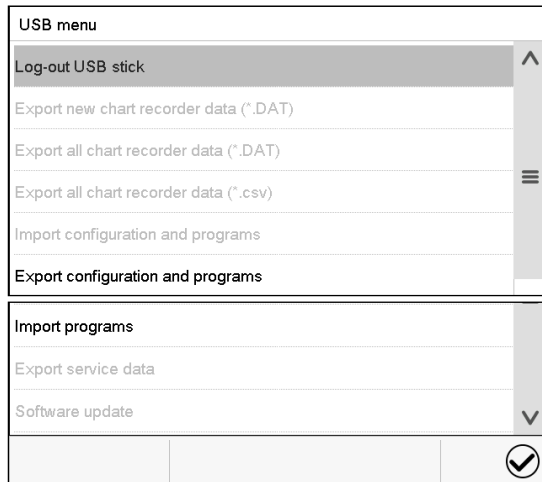 USB menu
Log-out USB stick
Export new chart recorder data (*.DAT)
Export all chart recorder data (*.DAT)
Export all chart recorder data (*.csv)
Import configuration and programs
Export configuration and programs
Import programs
Export service data
Software update